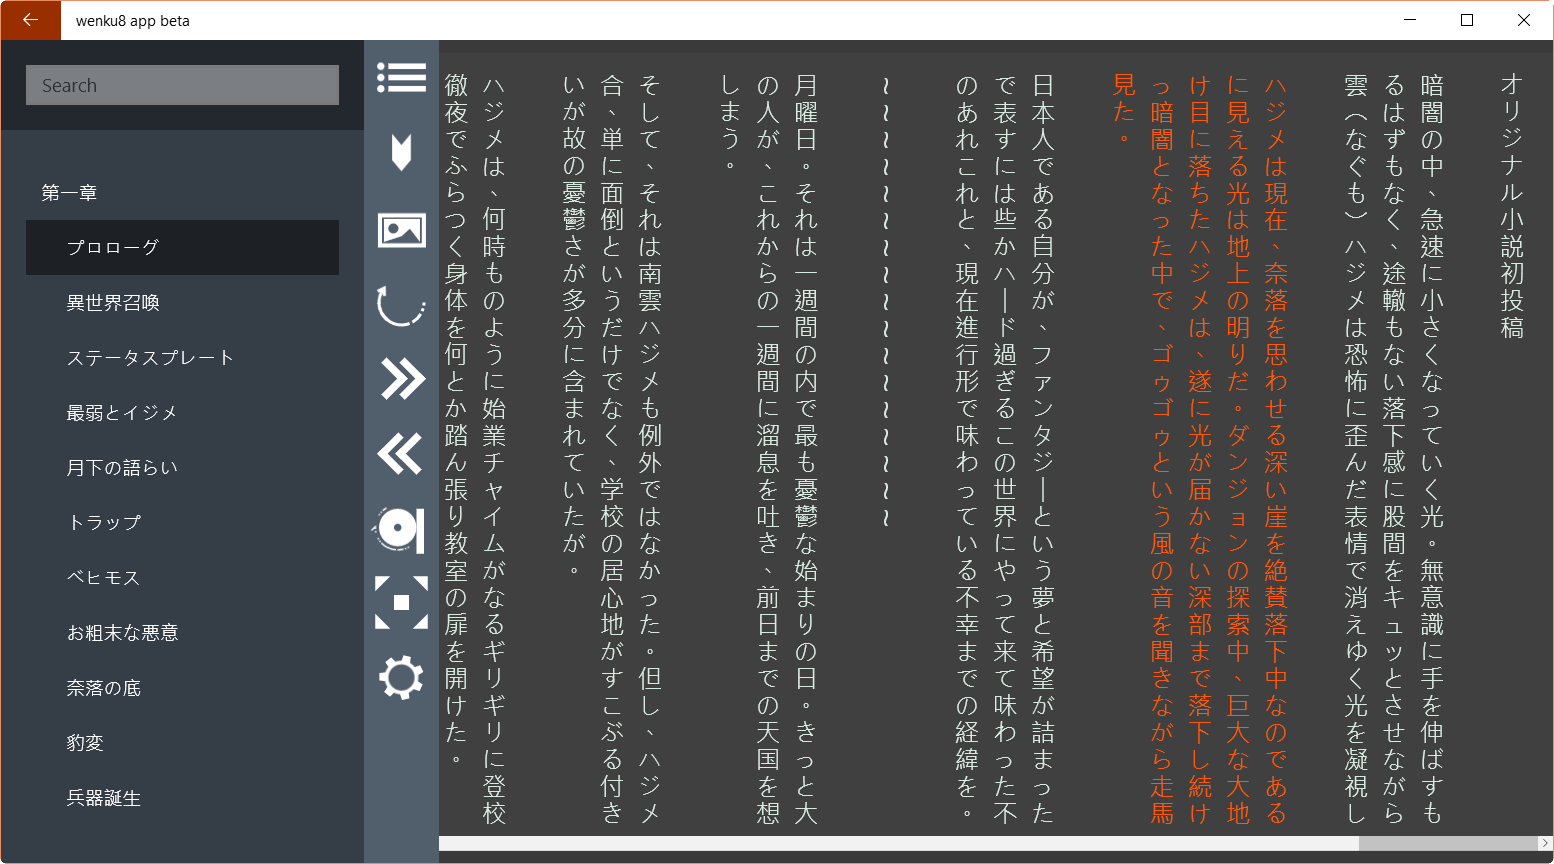 wenku8 app beta
Search
第一章
プロローグ
異世界召喚
ステータスプレート
最弱とイジメ
月下の語らい
トラップ
ベヒモス
お粗末な悪意
奈落の底
豹変
兵器誕生
オリジナル小説初投稿
暗闇の中、急速に小さくなっていく光。無意識に手を伸ばすも
るはずもなく、途轍もない落下感に股間をキュッとさせながら
雲（なぐも）ハジメは恐怖に歪んだ表情で消えゆく光を凝視し
ハジメは現在、奈落を思わせる深い崖を絶賛落下中なのである
に見える光は地上の明りだ。ダンジョンの探索中、巨大な大地
け目に落ちたハジメは、遂に光が届かない深部まで落下し続け
っ暗闇となった中で、ゴゥゴゥという風の音を聞きながら走馬
見た。
日本人である自分が、ファンタジーという夢と希望が詰まった
で表すには些かハード過ぎるこの世界にやって来て味わった不
のあれこれと、現在進行形で味わっている不幸までの経緯を。
~~~~~~~~~~~~~~~~~
月曜日。それは一週間の内で最も憂鬱な始まりの日。きっと大
の人が、これからの一週間に溜息を吐き、前日までの天国を想
しまう。
そして、それは南雲ハジメも例外ではなかった。但し、ハジメ
合、単に面倒というだけでなく、学校の居心地がすこぶる付き
いが故の憂鬱さが多分に含まれていたが。
ハジメは、何時ものように始業チャイムがなるギリギリに登校
徹夜でふらつく身体を何とか踏ん張り教室の扉を開けた。